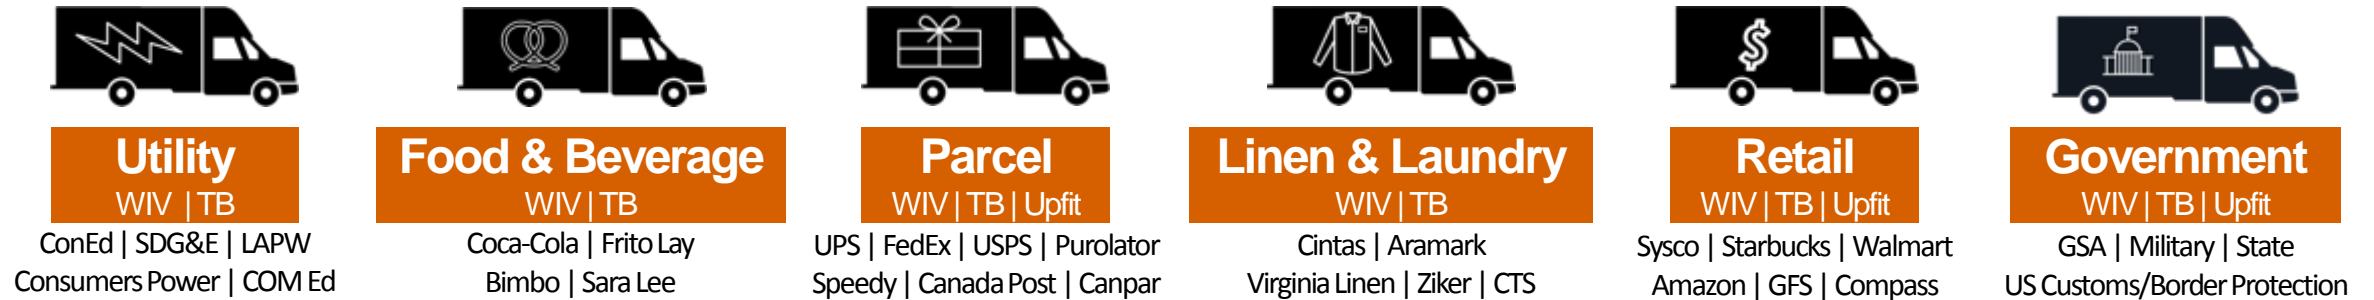 Utility
WIV | TB
ConEd | SDG&E | LAPW
Consumers Power | COM Ed
Food & Beverage
WIV | TB
Coca-Cola | Frito Lay
Bimbo | Sara Lee
Parcel
WIV | TB | Upfit
UPS | FedEx | USPS | Purolator
Speedy | Canada Post | Canpar
Linen & Laundry
WIV | TB
Cintas | Aramark
Virginia Linen | Ziker | CTS
Retail
WIV | TB | Upfit
Sysco | Starbucks | Walmart
Amazon | GFS | Compass
Government
WIV | TB | Upfit
GSA | Military | State
US Customs/Border Protection